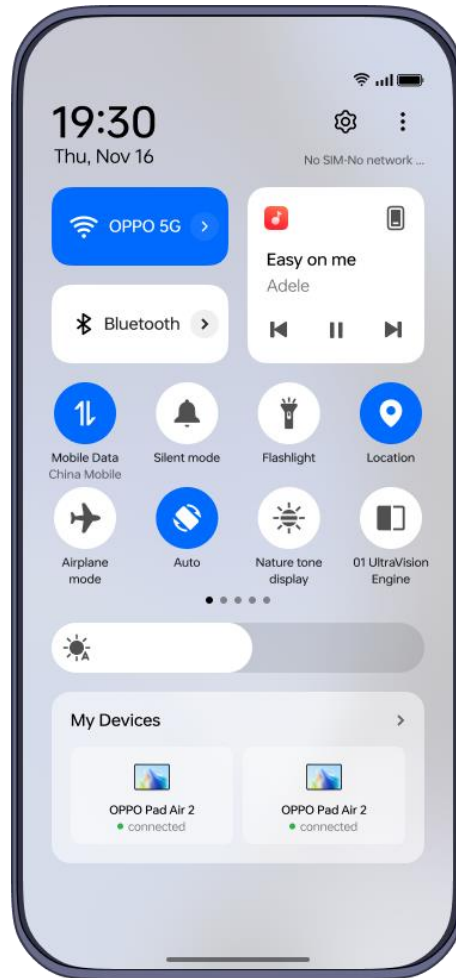 19:30
Thu, Nov 16
No SIM-No network ...
OPPO 5G
Easy on me
Adele
Bluetooth
Mobile Data
China Mobile
Silent mode
Flashlight
Location
Airplane
mode
Auto
Nature tone
display
01 UltraVision
Engine
A
My Devices
OPPO Pad Air 2
connected
OPPO Pad Air 2
connected